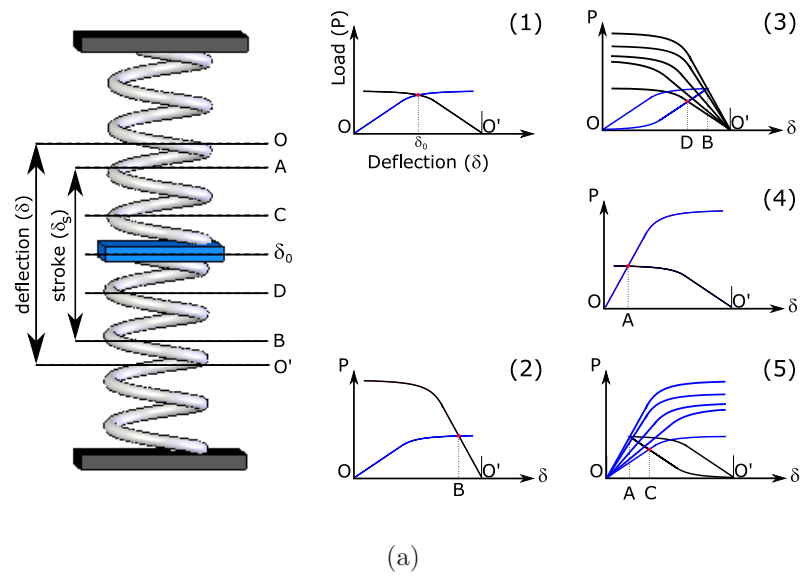 O
A
C
δ₀
D
B
O'
deflection (δ)
stroke (δₛ)
(1)
Load (P)
O
O'
δ₀
Deflection (δ)
(2)
P
O
O'
δ
B
(3)
P
O
O'
δ
D B
(4)
P
O
O'
δ
A
(5)
P
O
O'
δ
A C
(a)